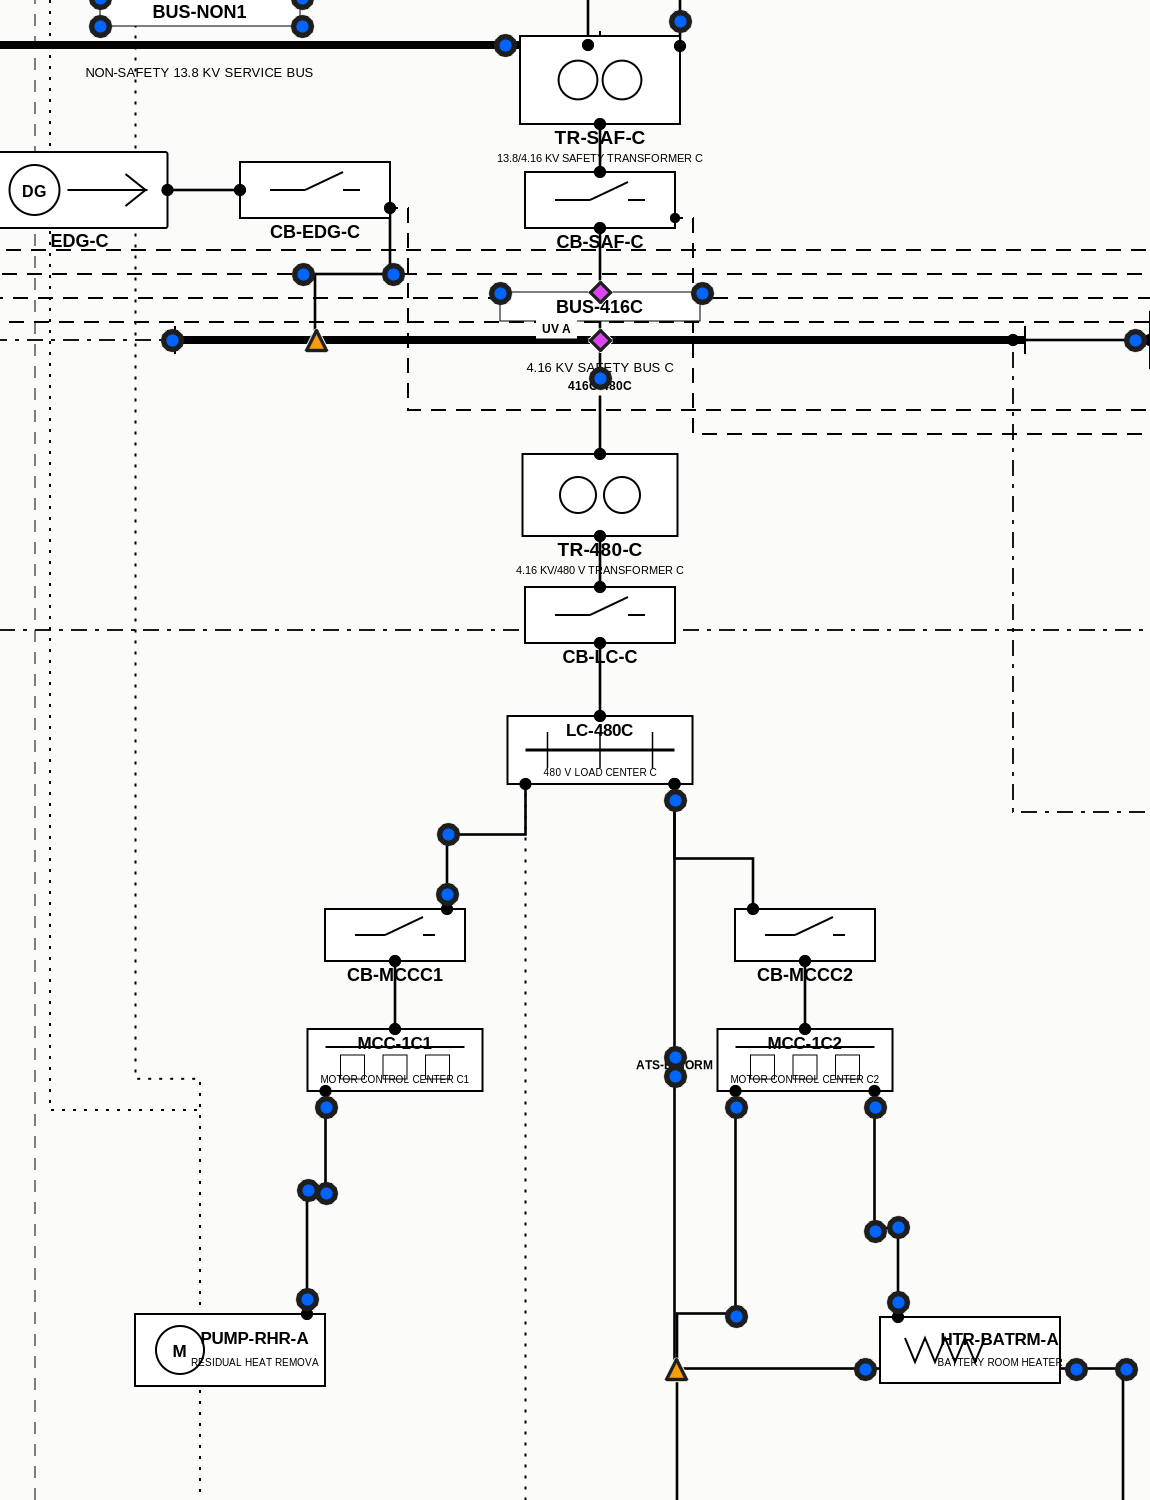 BUS-NON1
NON-SAFETY 13.8 KV SERVICE BUS
TR-SAF-C
13.8/4.16 KV SAFETY TRANSFORMER C
DG
EDG-C
CB-EDG-C
CB-SAF-C
BUS-416C
UV A
4.16 KV SAFETY BUS C
TR-480-C
4.16 KV/480 V TRANSFORMER C
CB-LC-C
LC-480C
480 V LOAD CENTER C
CB-MCCC1
CB-MCCC2
MCC-1C1
MOTOR CONTROL CENTER C1
MCC-1C2
MOTOR CONTROL CENTER C2
M
PUMP-RHR-A
RESIDUAL HEAT REMOVA
HTR-BATRM-A
BATTERY ROOM HEATER